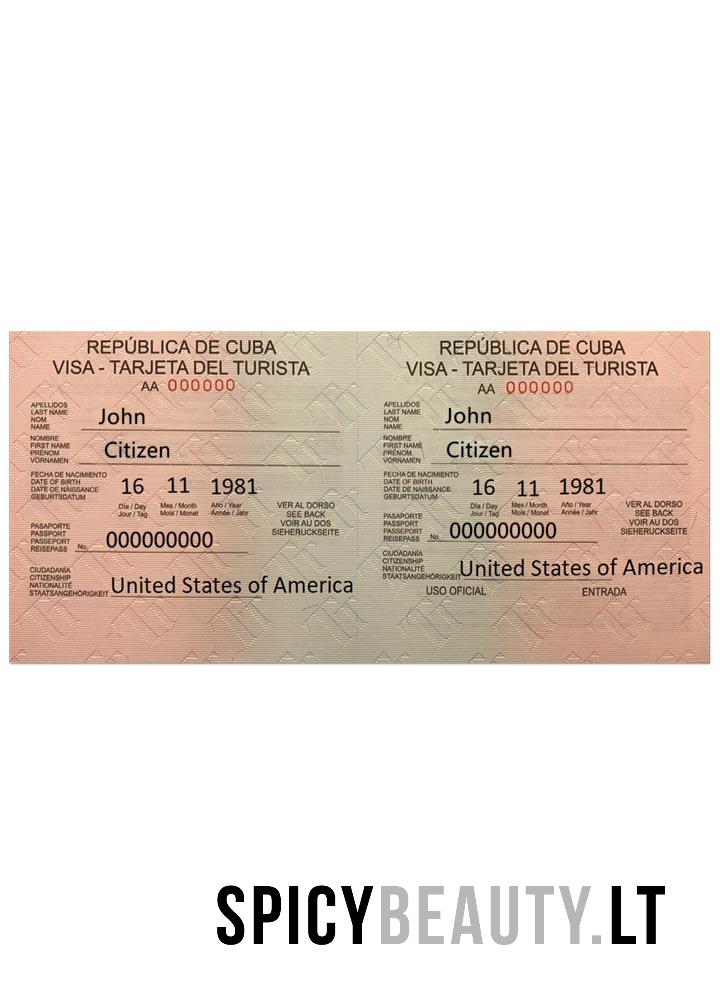 REPÚBLICA DE CUBA
VISA - TARJETA DEL TURISTA
AA 000000
APELLIDOS
LAST NAME
NOM
NAME
John
NOMBRE
FIRST NAME
PRÉNOM
VÖRNAMEN
Citizen
FECHA DE NACIMIENTO
DATE OF BIRTH
DATE DE NAISSANCE
GEBURTSDATUM
16 11 1981
Día / Day Mes / Month Año / Year
Jour / Tag Mois / Monat Année / Jahr
VER AL DORSO
SEE BACK
VOIR AU DOS
SIEHERUCKSEITE
PASAPORTE
PASSPORT
PASSEPORT
REISEPASS No. 000000000
CIUDADANÍA
CITIZENSHIP
NATIONALITÉ
STAATSANGEHÖRIGKEIT United States of America
REPÚBLICA DE CUBA
VISA - TARJETA DEL TURISTA
AA 000000
APELLIDOS
LAST NAME
NOM
NAME
John
NOMBRE
FIRST NAME
PRÉNOM
VÖRNAMEN
Citizen
FECHA DE NACIMIENTO
DATE OF BIRTH
DATE DE NAISSANCE
GEBURTSDATUM
16 11 1981
Día / Day Mes / Month Año / Year
Jour / Tag Mois / Monat Année / Jahr
VER AL DORSO
SEE BACK
VOIR AU DOS
SIEHERUCKSEITE
PASAPORTE
PASSPORT
PASSEPORT
REISEPASS No. 000000000
CIUDADANÍA
CITIZENSHIP
NATIONALITÉ
STAATSANGEHÖRIGKEIT United States of America
USO OFICIAL ENTRADA
SPICYBEAUTY.LT